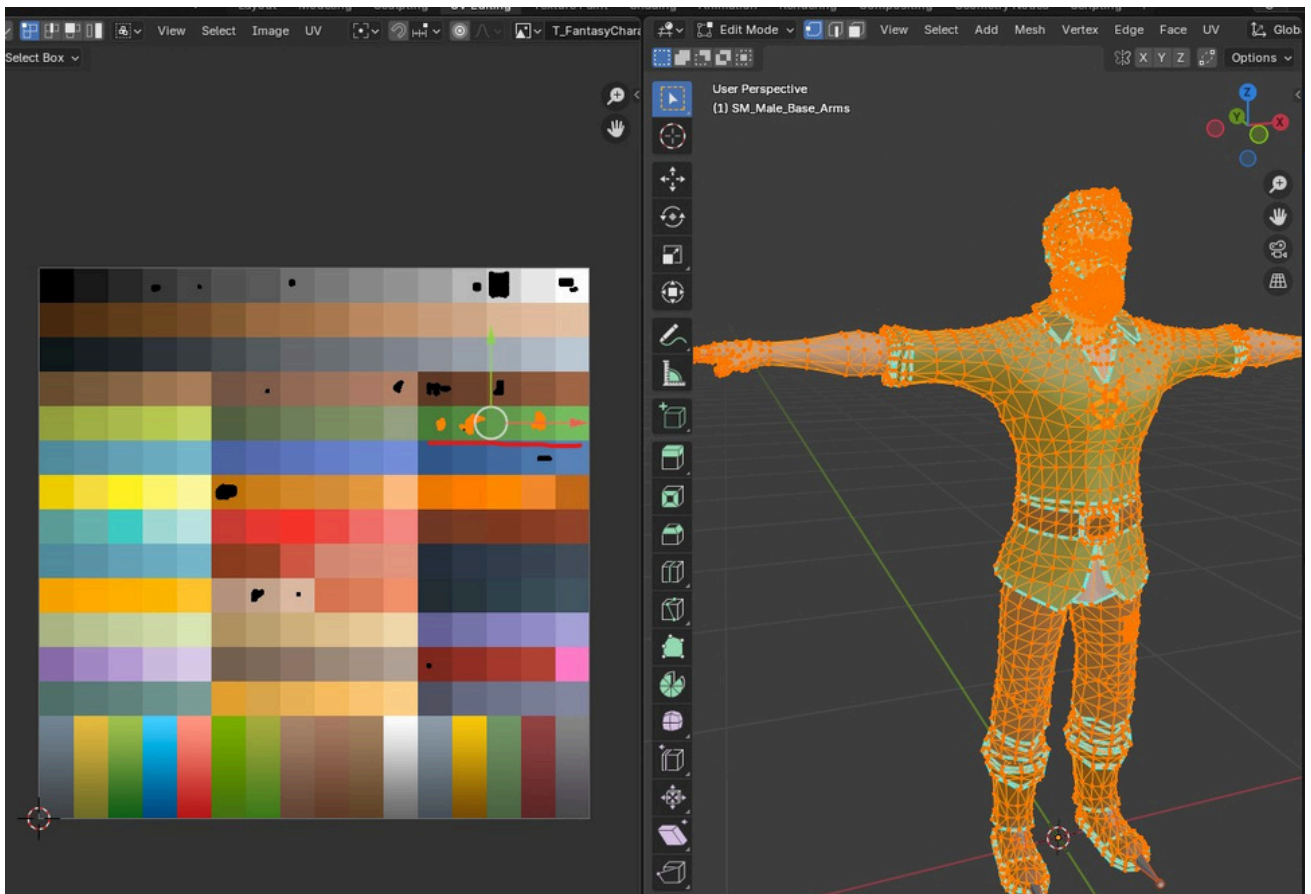 View Select Image UV T_FantasyChara
Edit Mode View Select Add Mesh Vertex Edge Face UV Glob
Select Box
X Y Z Options
User Perspective
(1) SM_Male_Base_Arms
Z
Y
X